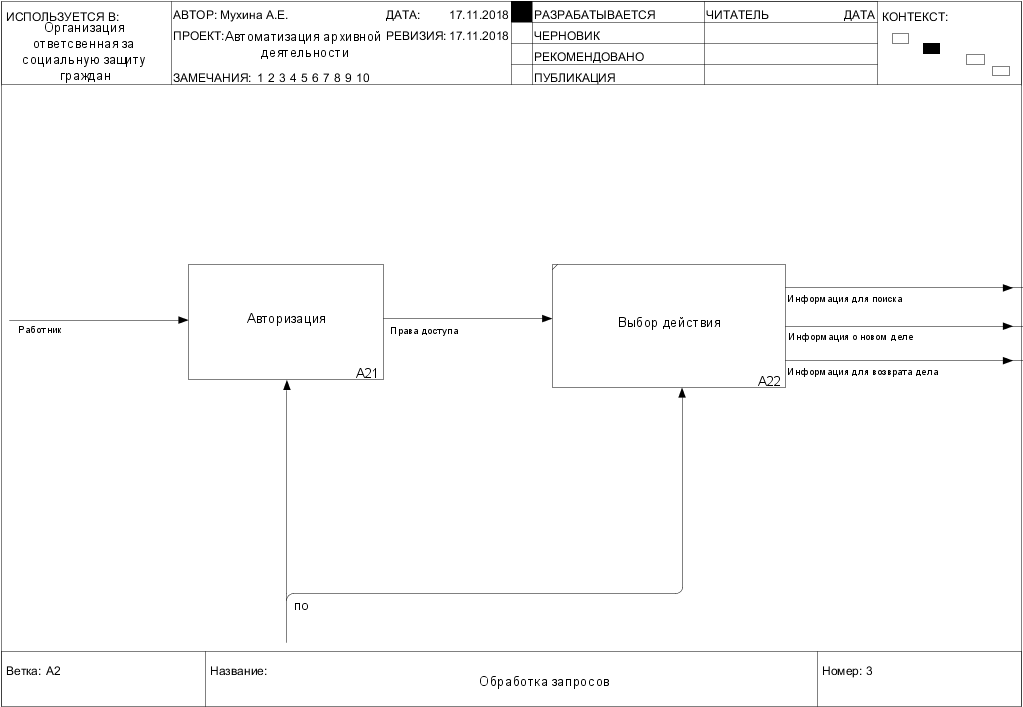 ИСПОЛЬЗУЕТСЯ В:
Организация
ответсвенная за
социальную защиту
граждан
АВТОР: Мухина А.Е.
ДАТА: 17.11.2018
ПРОЕКТ:Автоматизация архивной
деятельности
РЕВИЗИЯ: 17.11.2018
ЗАМЕЧАНИЯ: 1 2 3 4 5 6 7 8 9 10
РАЗРАБАТЫВАЕТСЯ
ЧЕРНОВИК
РЕКОМЕНДОВАНО
ПУБЛИКАЦИЯ
ЧИТАТЕЛЬ ДАТА
КОНТЕКСТ:
Работник
Авторизация
A21
Права доступа
Выбор действия
A22
Информация для поиска
Информация о новом деле
Информация для возврата дела
ПО
Ветка: A2
Название:
Обработка запросов
Номер: 3